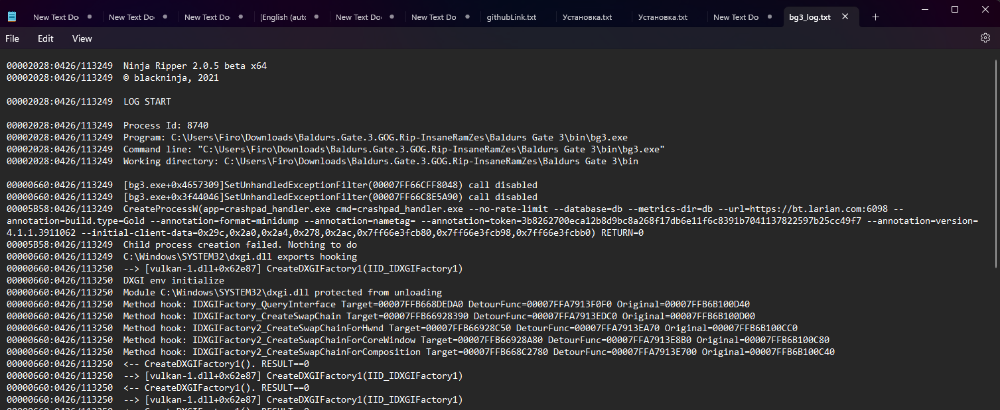 New Text Do New Text Do New Text Do [English (auto New Text Do New Text Do githubLink.txt Установка.txt Установка.txt New Text Do bg3_log.txt
File Edit View
00002028:0426/113249 Ninja Ripper 2.0.5 beta x64
00002028:0426/113249 © blackninja, 2021
00002028:0426/113249 LOG START
00002028:0426/113249 Process Id: 8740
00002028:0426/113249 Program: C:\Users\Firo\Downloads\Baldurs.Gate.3.GOG.Rip-InsaneRamZes\Baldurs Gate 3\bin\bg3.exe
00002028:0426/113249 Command line: "C:\Users\Firo\Downloads\Baldurs.Gate.3.GOG.Rip-InsaneRamZes\Baldurs Gate 3\bin\bg3.exe"
00002028:0426/113249 Working directory: C:\Users\Firo\Downloads\Baldurs.Gate.3.GOG.Rip-InsaneRamZes\Baldurs Gate 3\bin
00000660:0426/113249 [bg3.exe+0x4657309]SetUnhandledExceptionFilter(00007FF66CFF8048) call disabled
00000660:0426/113249 [bg3.exe+0x3f44046]SetUnhandledExceptionFilter(00007FF66C8E5A90) call disabled
00005B58:0426/113249 CreateProcessW(app=crashpad_handler.exe cmd=crashpad_handler.exe --no-rate-limit --database=db --metrics-dir=db --url=https://bt.larian.com:6098 --
annotation=build.type=Gold --annotation=format=minidump --annotation=nametag= --annotation=token=3b8262700eca12b8d9bc8a268f17db6e11f6c8391b7041137822597b25cc49f7 --annotation=version=
4.1.1.3911062 --initial-client-data=0x29c,0x2a0,0x2a4,0x278,0x2ac,0x7ff66e3fcb80,0x7ff66e3fcb98,0x7ff66e3fcbb0) RETURN=0
00005B58:0426/113249 Child process creation failed. Nothing to do
00000660:0426/113249 C:\Windows\SYSTEM32\dxgi.dll exports hooking
00000660:0426/113250 --> [vulkan-1.dll+0x62e87] CreateDXGIFactory1(IID_IDXGIFactory1)
00000660:0426/113250 DXGI env initialize
00000660:0426/113250 Module C:\Windows\SYSTEM32\dxgi.dll protected from unloading
00000660:0426/113250 Method hook: IDXGIFactory_QueryInterface Target=00007FFB668DEDA0 DetourFunc=00007FFA7913F0F0 Original=00007FFB6B100D40
00000660:0426/113250 Method hook: IDXGIFactory_CreateSwapChain Target=00007FFB66928390 DetourFunc=00007FFA7913EDC0 Original=00007FFB6B100D00
00000660:0426/113250 Method hook: IDXGIFactory2_CreateSwapChainForHwnd Target=00007FFB66928C50 DetourFunc=00007FFA7913EA70 Original=00007FFB6B100CC0
00000660:0426/113250 Method hook: IDXGIFactory2_CreateSwapChainForCoreWindow Target=00007FFB66928A80 DetourFunc=00007FFA7913E8B0 Original=00007FFB6B100C80
00000660:0426/113250 Method hook: IDXGIFactory2_CreateSwapChainForComposition Target=00007FFB668C2780 DetourFunc=00007FFA7913E700 Original=00007FFB6B100C40
00000660:0426/113250 <-- CreateDXGIFactory1(). RESULT==0
00000660:0426/113250 --> [vulkan-1.dll+0x62e87] CreateDXGIFactory1(IID_IDXGIFactory1)
00000660:0426/113250 <-- CreateDXGIFactory1(). RESULT==0
00000660:0426/113250 --> [vulkan-1.dll+0x62e87] CreateDXGIFactory1(IID_IDXGIFactory1)